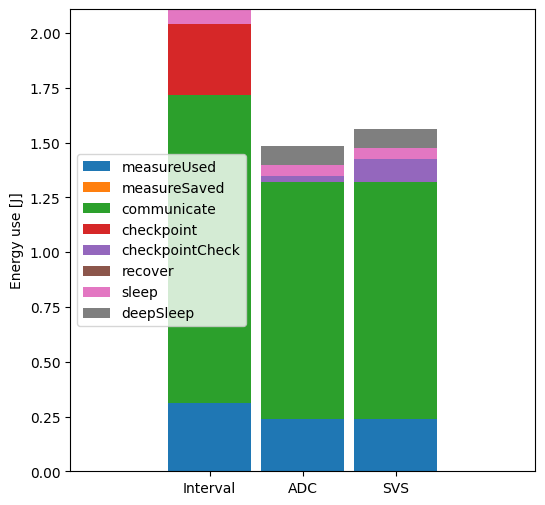 Energy use [J]
2.00
1.75
1.50
1.25
1.00
0.75
0.50
0.25
0.00
measureUsed
measureSaved
communicate
checkpoint
checkpointCheck
recover
sleep
deepSleep
Interval
ADC
SVS